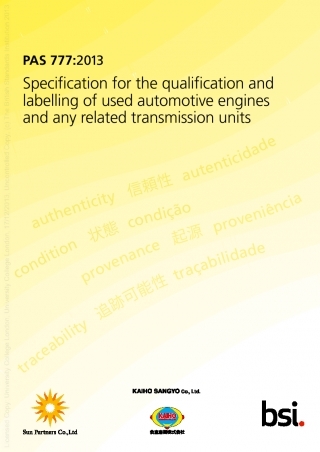 PAS 777:2013
Specification for the qualification and
labelling of used automotive engines
and any related transmission units
authenticity 信頼性 autenticidade
condition 状態 condição
provenance 起源 proveniência
traceability 追跡可能性 traçabilidade
KAIHO SANGYO Co., Ltd.
KAIHO
会宝産業株式会社
Sun Partners Co.,Ltd
bsi.